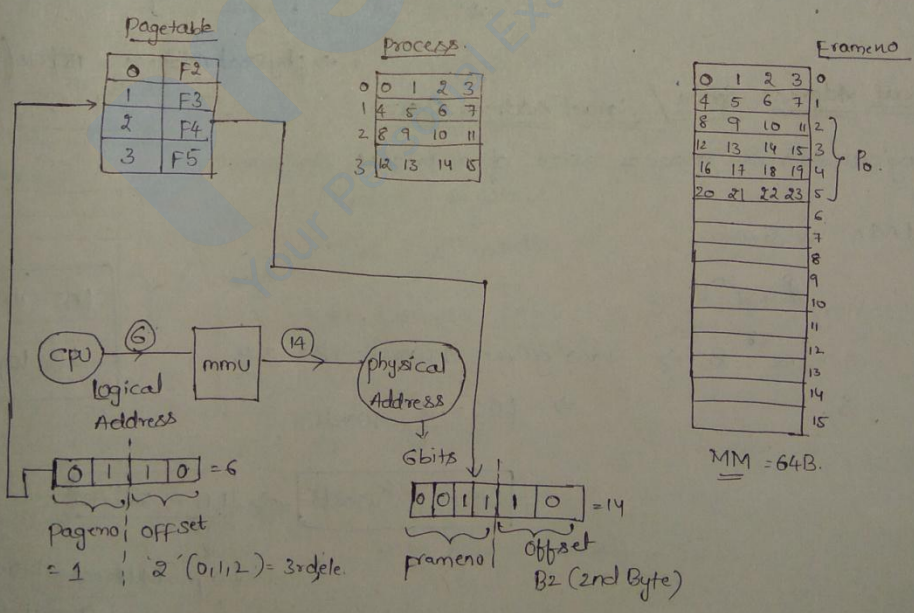 Pagetable
0 F2
1 F3
2 F4
3 F5
Process.
0 0 1 2 3
1 4 5 6 7
2 8 9 10 11
3 12 13 14 15
Frameno
0 1 2 3 0
4 5 6 7 1
8 9 10 11 2
12 13 14 15 3
16 17 18 19 4
20 21 22 23 5
6
7
8
9
10
11
12
13
14
15
P0.
MM = 64B.
Your Personal Ex
CPU
6
Logical
Address
MMU
14
Physical
Address
6bits
0 1 1 0 = 6
Pageno offset
= 1 '2' (0,1,2) = 3rd ele.
0 0 1 1 1 0 = 14
frameno offset
B2 (2nd Byte)